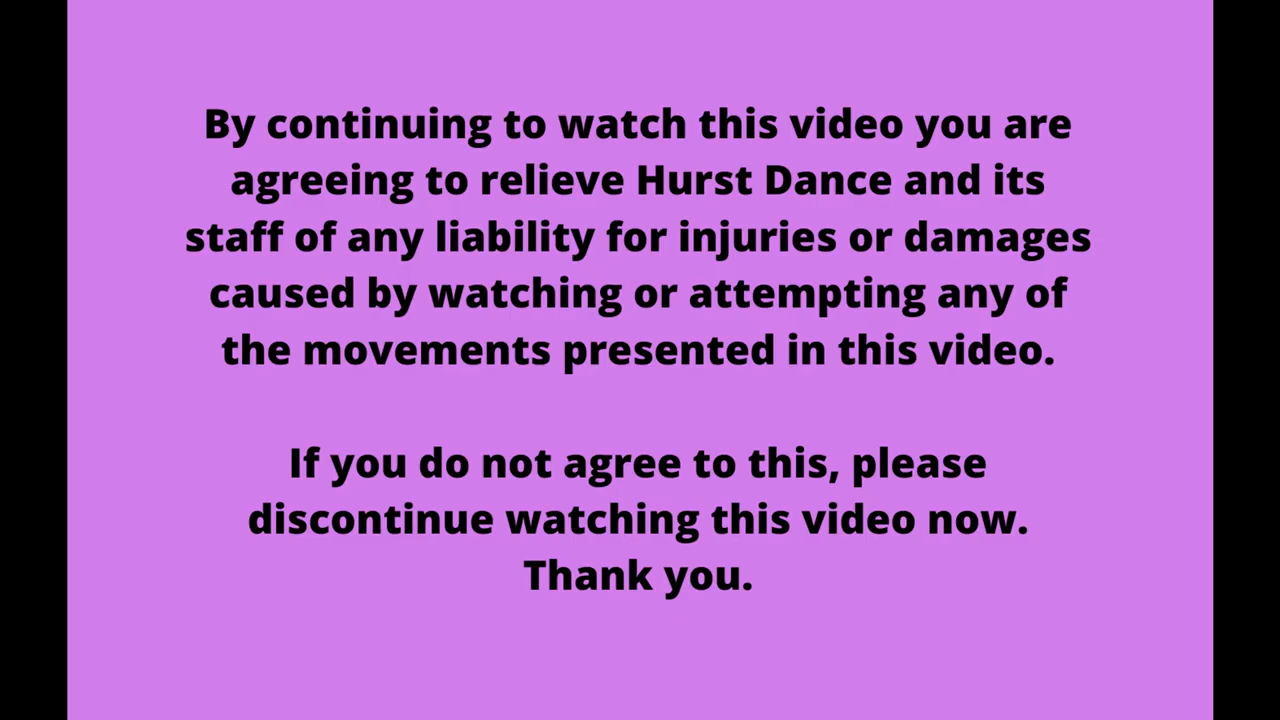 By continuing to watch this video you are
agreeing to relieve Hurst Dance and its
staff of any liability for injuries or damages
caused by watching or attempting any of
the movements presented in this video.
If you do not agree to this, please
discontinue watching this video now.
Thank you.